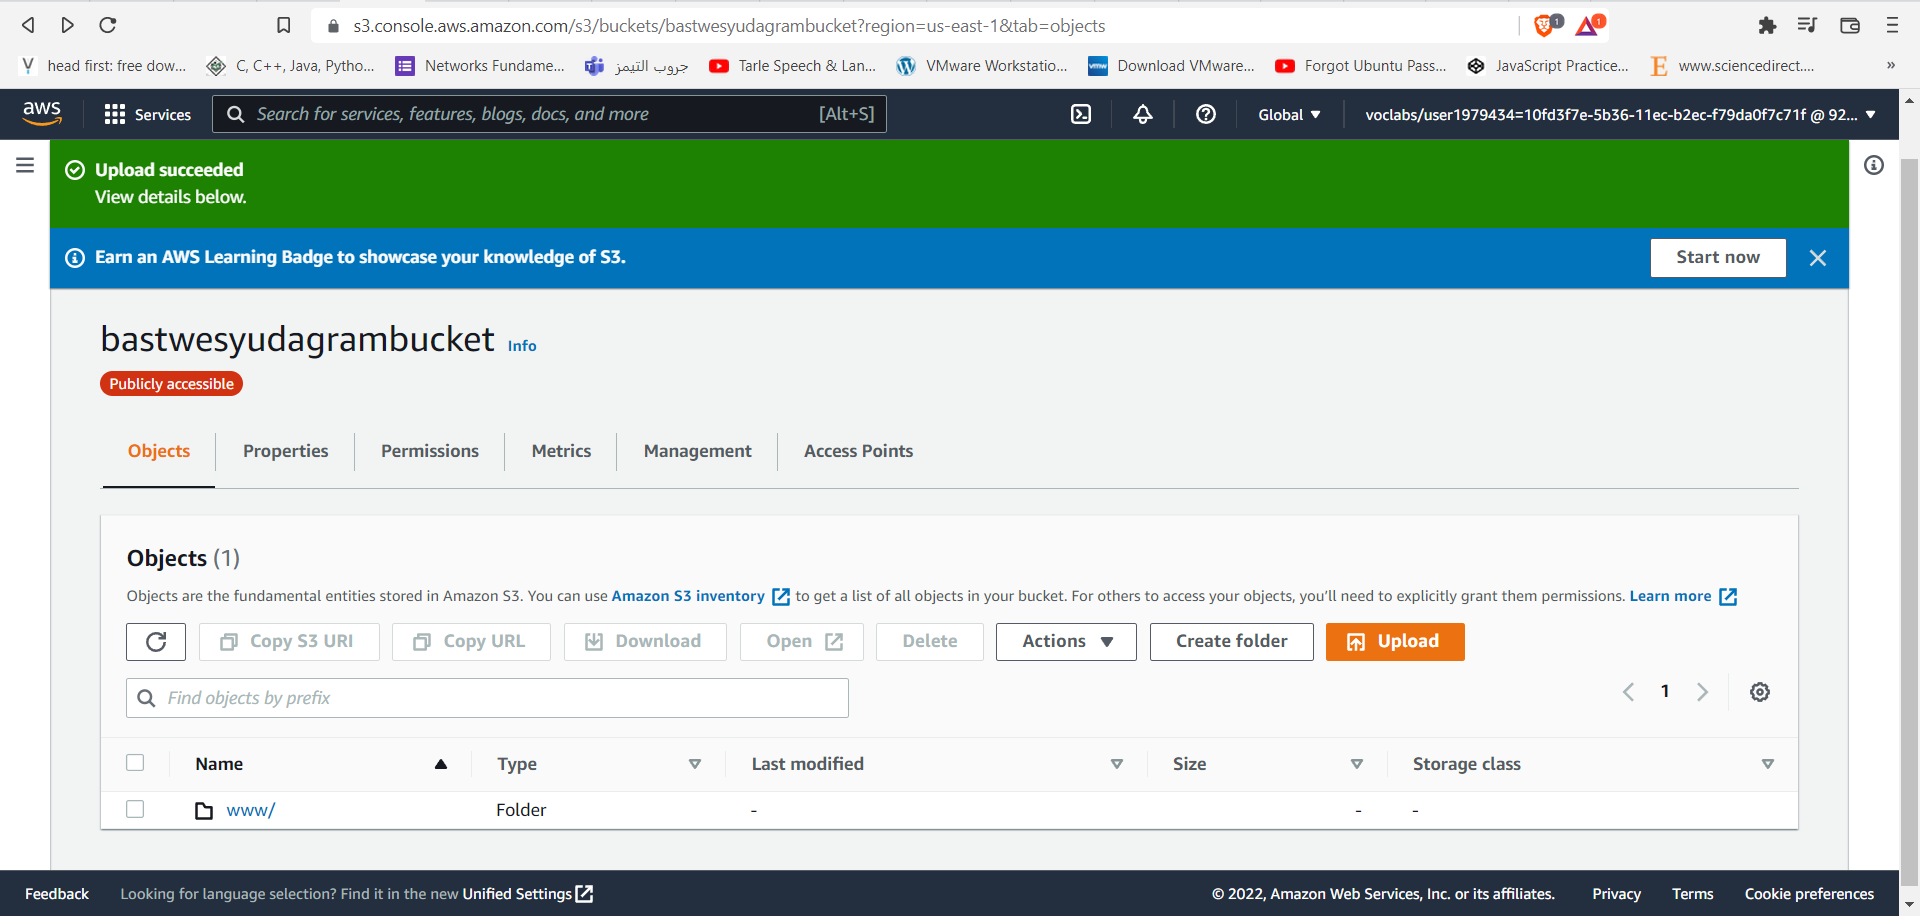 s3.console.aws.amazon.com/s3/buckets/bastwesyudagrambucket?region=us-east-1&tab=objects
1
1
head first: free dow...
C, C++, Java, Pytho...
Networks Fundame...
جروب التيمز
Tarle Speech & Lan...
VMware Workstatio...
vmw
Download VMware...
Forgot Ubuntu Pass...
JavaScript Practice...
www.sciencedirect....
»
aws
Services
Search for services, features, blogs, docs, and more
[Alt+S]
Global
voclabs/user1979434=10fd3f7e-5b36-11ec-b2ec-f79da0f7c71f @ 92...
Upload succeeded
View details below.
Earn an AWS Learning Badge to showcase your knowledge of S3.
Start now
bastwesyudagrambucket Info
Publicly accessible
Objects
Properties
Permissions
Metrics
Management
Access Points
Objects (1)
Objects are the fundamental entities stored in Amazon S3. You can use Amazon S3 inventory to get a list of all objects in your bucket. For others to access your objects, you'll need to explicitly grant them permissions. Learn more
Copy S3 URI
Copy URL
Download
Open
Delete
Actions
Create folder
Upload
Find objects by prefix
1
Name
Type
Last modified
Size
Storage class
www/
Folder
-
-
-
Feedback
Looking for language selection? Find it in the new Unified Settings
© 2022, Amazon Web Services, Inc. or its affiliates.
Privacy
Terms
Cookie preferences